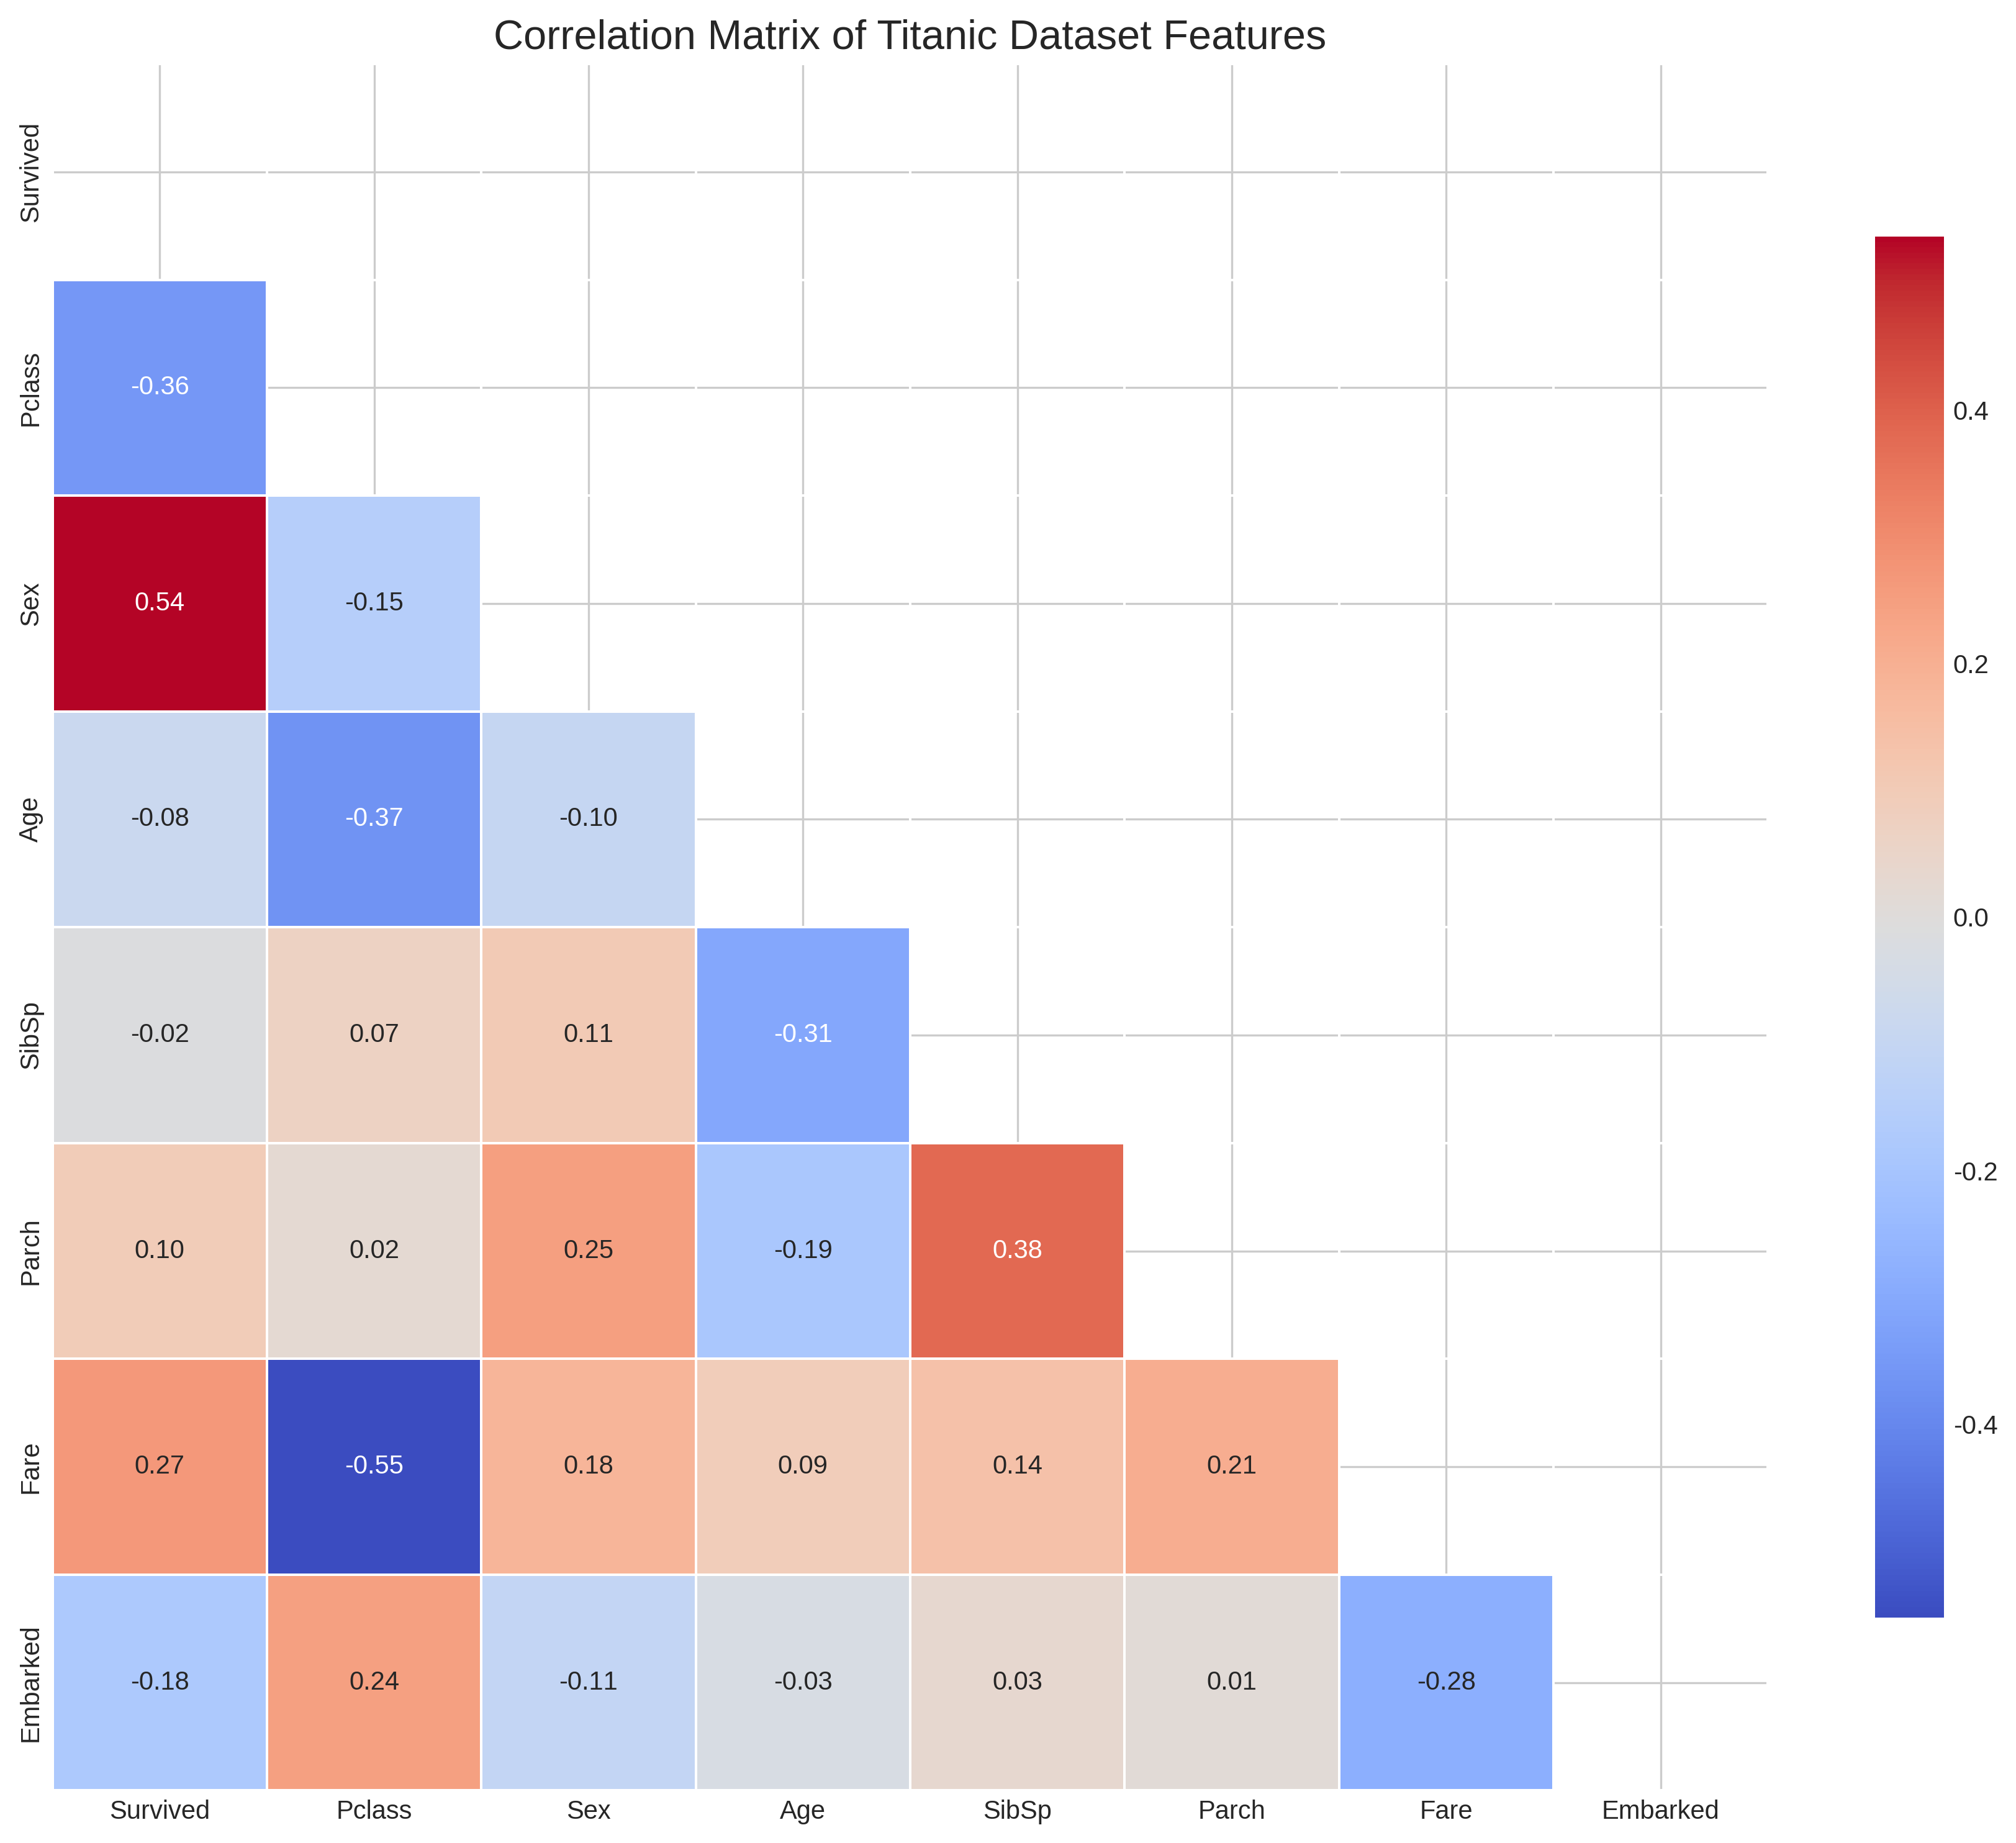 Correlation Matrix of Titanic Dataset Features
Survived
Pclass
-0.36
0.4
Sex
0.54 -0.15
0.2
Age
-0.08 -0.37 -0.10
0.0
SibSp
-0.02 0.07 0.11 -0.31
-0.2
Parch
0.10 0.02 0.25 -0.19 0.38
-0.4
Fare
0.27 -0.55 0.18 0.09 0.14 0.21
Embarked
-0.18 0.24 -0.11 -0.03 0.03 0.01 -0.28
Survived Pclass Sex Age SibSp Parch Fare Embarked